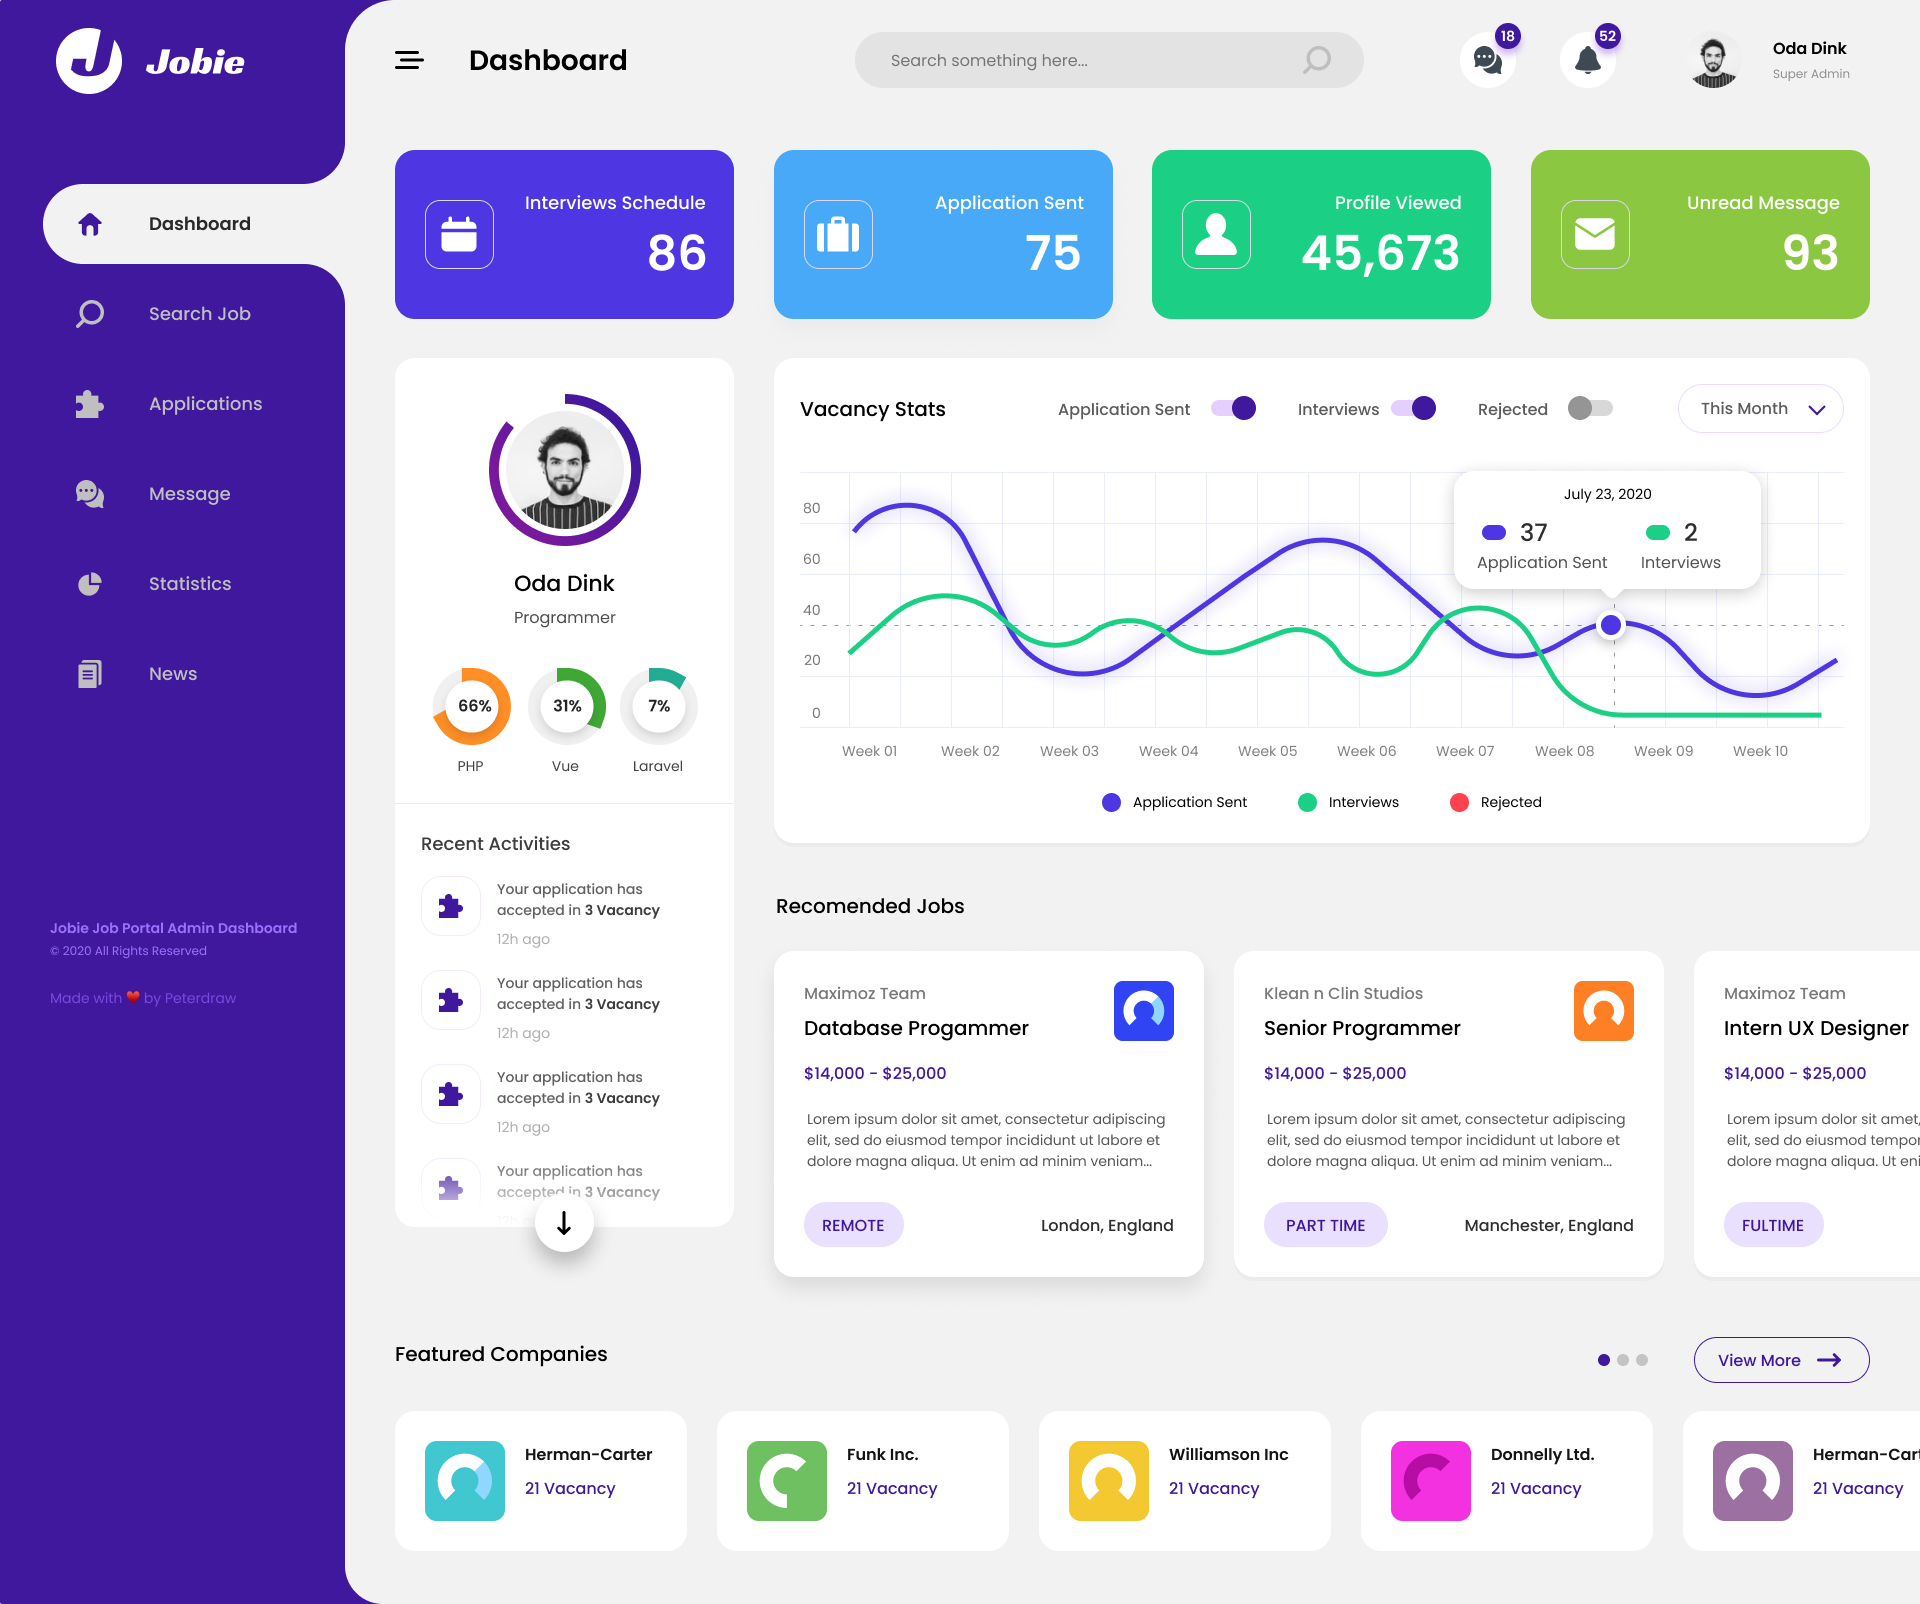 Jobie
Dashboard
Search something here...
18
52
Oda Dink
Super Admin
Dashboard
Search Job
Applications
Message
Statistics
News
Jobie Job Portal Admin Dashboard
© 2020 All Rights Reserved
Made with ❤️ by Peterdraw
Interviews Schedule
86
Application Sent
75
Profile Viewed
45,673
Unread Message
93
Oda Dink
Programmer
66%
31%
7%
PHP
Vue
Laravel
Recent Activities
Your application has
accepted in 3 Vacancy
12h ago
Your application has
accepted in 3 Vacancy
12h ago
Your application has
accepted in 3 Vacancy
12h ago
Your application has
accepted in 3 Vacancy
Vacancy Stats
Application Sent
Interviews
Rejected
This Month
80
60
40
20
0
July 23, 2020
37
2
Application Sent
Interviews
Week 01
Week 02
Week 03
Week 04
Week 05
Week 06
Week 07
Week 08
Week 09
Week 10
Application Sent
Interviews
Rejected
Recomended Jobs
Maximoz Team
Database Progammer
$14,000 - $25,000
Lorem ipsum dolor sit amet, consectetur adipiscing
elit, sed do eiusmod tempor incididunt ut labore et
dolore magna aliqua. Ut enim ad minim veniam...
REMOTE
London, England
Klean n Clin Studios
Senior Programmer
$14,000 - $25,000
Lorem ipsum dolor sit amet, consectetur adipiscing
elit, sed do eiusmod tempor incididunt ut labore et
dolore magna aliqua. Ut enim ad minim veniam...
PART TIME
Manchester, England
Maximoz Team
Intern UX Designer
$14,000 - $25,000
Lorem ipsum dolor sit amet,
elit, sed do eiusmod tempor
dolore magna aliqua. Ut eni
FULTIME
Featured Companies
View More
Herman-Carter
21 Vacancy
Funk Inc.
21 Vacancy
Williamson Inc
21 Vacancy
Donnelly Ltd.
21 Vacancy
Herman-Cart
21 Vacancy